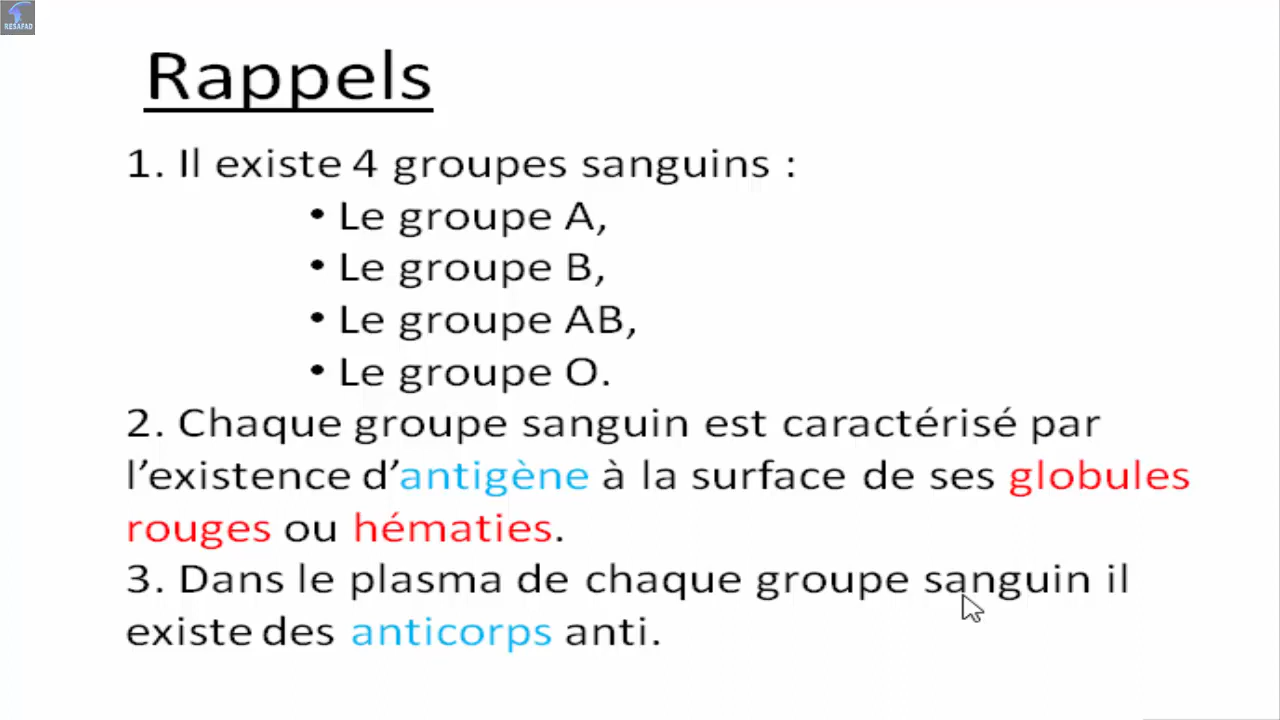 RESAFAD
Rappels
1. Il existe 4 groupes sanguins :
• Le groupe A,
• Le groupe B,
• Le groupe AB,
• Le groupe O.
2. Chaque groupe sanguin est caractérisé par
l’existence d’antigène à la surface de ses globules
rouges ou hématies.
3. Dans le plasma de chaque groupe sanguin il
existe des anticorps anti.